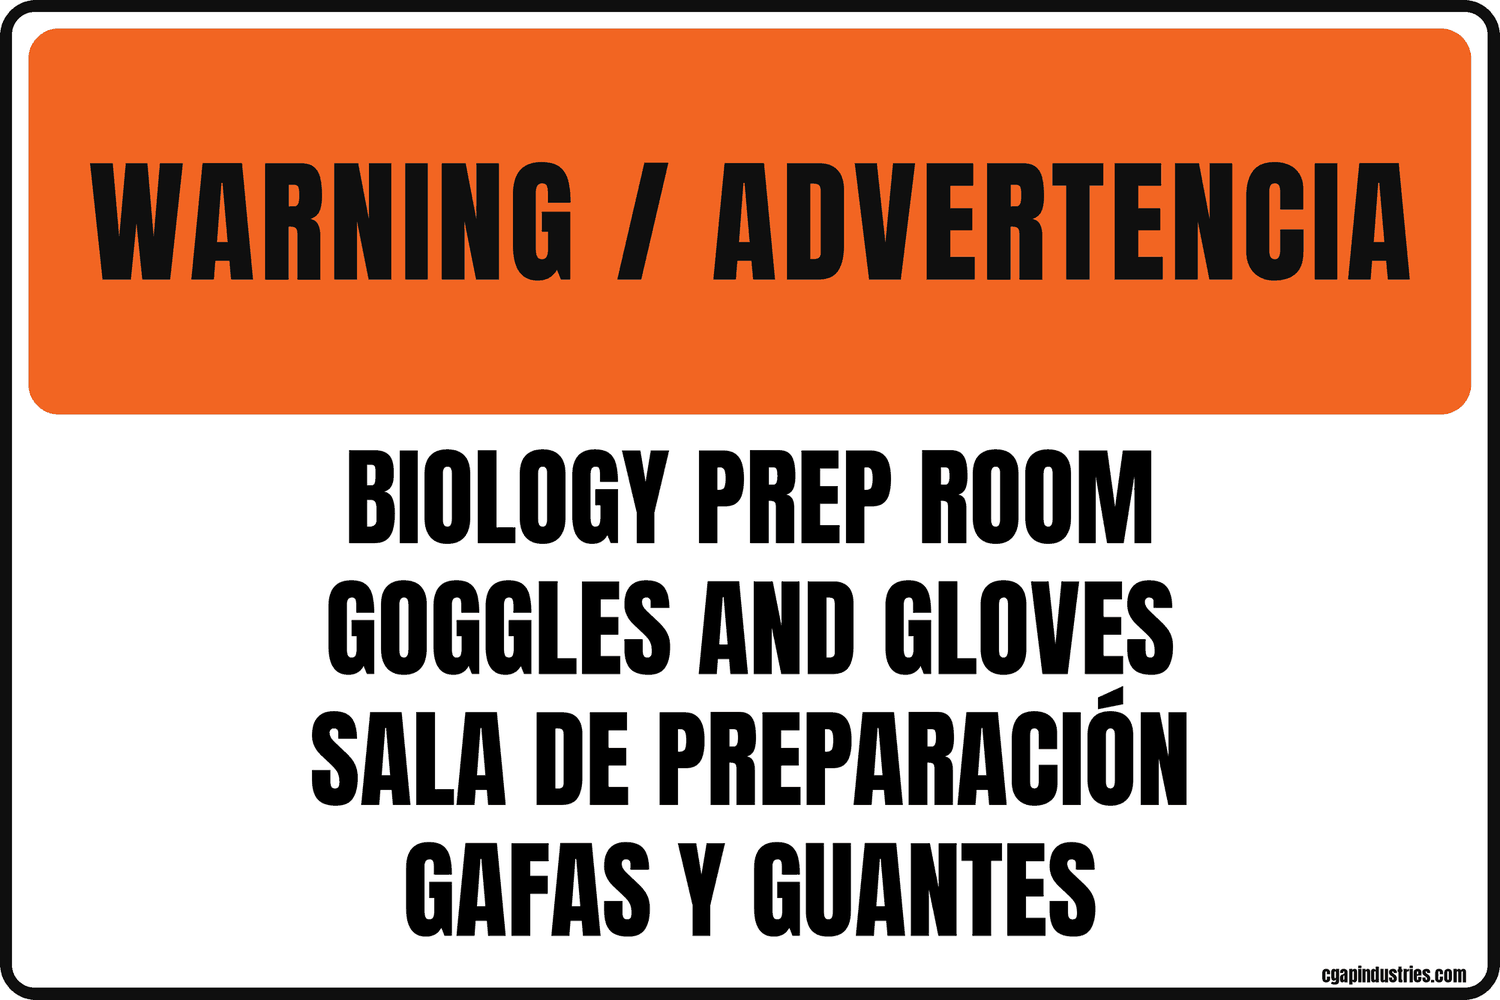 WARNING / ADVERTENCIA
BIOLOGY PREP ROOM
GOGGLES AND GLOVES
SALA DE PREPARACIÓN
GAFAS Y GUANTES
cgapindustries.com